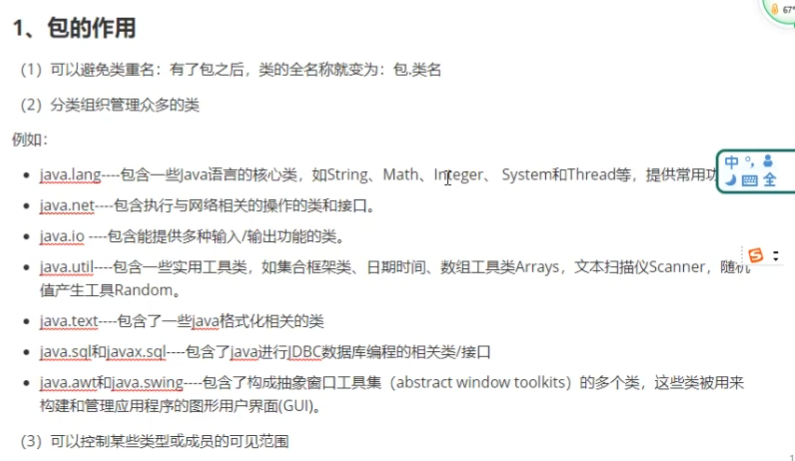 67°
1、包的作用
（1）可以避免类重名：有了包之后，类的全名称就变为：包.类名
（2）分类组织管理众多的类
例如：
• java.lang----包含一些Java语言的核心类，如String、Math、Integer、 System和Thread等，提供常用
中 °,
全
• java.net----包含执行与网络相关的操作的类和接口。
• java.io ----包含能提供多种输入/输出功能的类。
• java.util----包含一些实用工具类，如集合框架类、日期时间、数组工具类Arrays，文本扫描仪Scanner，随机
值产生工具Random。
• java.text----包含了一些java格式化相关的类
• java.sql和javax.sql----包含了java进行JDBC数据库编程的相关类/接口
• java.awt和java.swing----包含了构成抽象窗口工具集（abstract window toolkits）的多个类，这些类被用来
构建和管理应用程序的图形用户界面(GUI)。
（3）可以控制某些类型或成员的可见范围
1